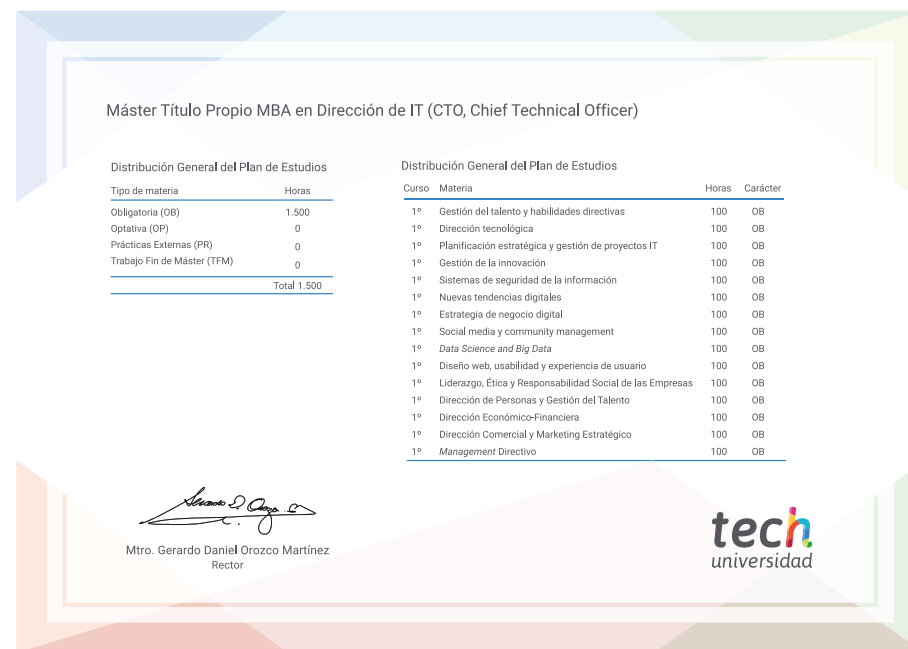 Máster Título Propio MBA en Dirección de IT (CTO, Chief Technical Officer)
Distribución General del Plan de Estudios
Tipo de materia Horas
Obligatoria (OB) 1.500
Optativa (OP) 0
Prácticas Externas (PR) 0
Trabajo Fin de Máster (TFM) 0
Total 1.500
Distribución General del Plan de Estudios
Curso Materia Horas Carácter
1º Gestión del talento y habilidades directivas 100 OB
1º Dirección tecnológica 100 OB
1º Planificación estratégica y gestión de proyectos IT 100 OB
1º Gestión de la innovación 100 OB
1º Sistemas de seguridad de la información 100 OB
1º Nuevas tendencias digitales 100 OB
1º Estrategia de negocio digital 100 OB
1º Social media y community management 100 OB
1º Data Science and Big Data 100 OB
1º Diseño web, usabilidad y experiencia de usuario 100 OB
1º Liderazgo, Ética y Responsabilidad Social de las Empresas 100 OB
1º Dirección de Personas y Gestión del Talento 100 OB
1º Dirección Económico-Financiera 100 OB
1º Dirección Comercial y Marketing Estratégico 100 OB
1º Management Directivo 100 OB
Mtro. Gerardo Daniel Orozco Martínez
Rector
tech
universidad